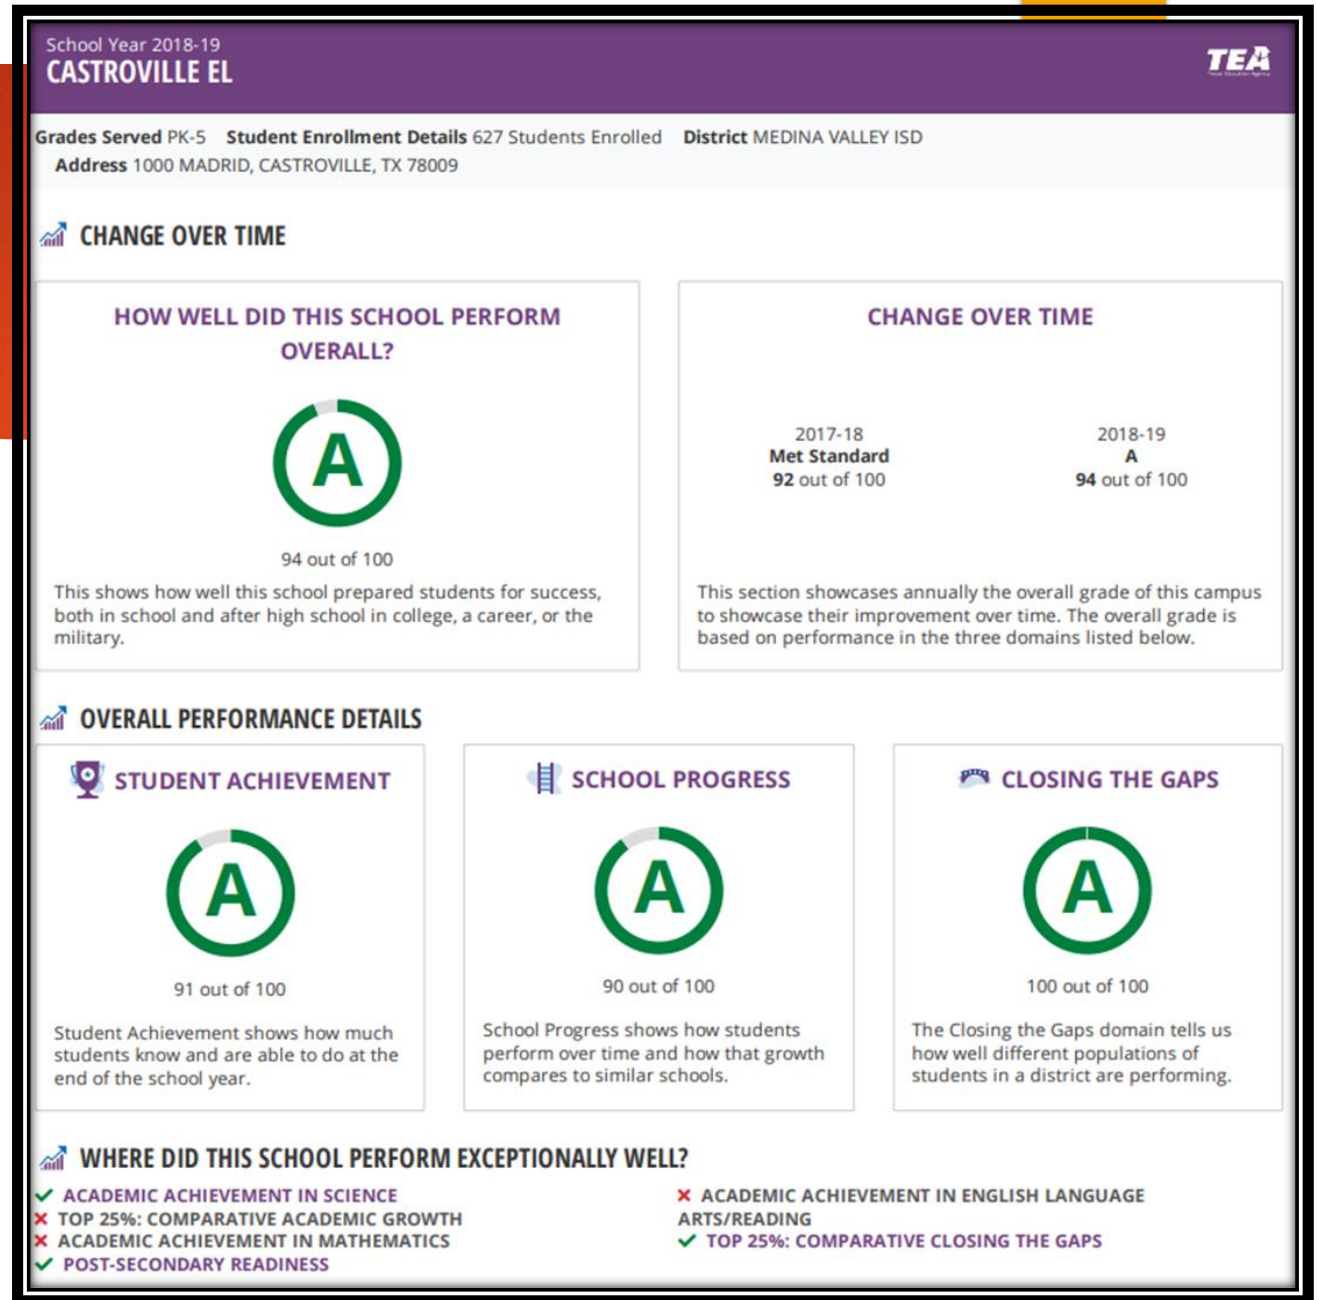 School Year 2018-19
CASTROVILLE EL
TEA
Grades Served PK-5 Student Enrollment Details 627 Students Enrolled District MEDINA VALLEY ISD
Address 1000 MADRID, CASTROVILLE, TX 78009
CHANGE OVER TIME
HOW WELL DID THIS SCHOOL PERFORM
OVERALL?
A
94 out of 100
This shows how well this school prepared students for success,
both in school and after high school in college, a career, or the
military.
CHANGE OVER TIME
2017-18
Met Standard
92 out of 100
2018-19
A
94 out of 100
This section showcases annually the overall grade of this campus
to showcase their improvement over time. The overall grade is
based on performance in the three domains listed below.
OVERALL PERFORMANCE DETAILS
STUDENT ACHIEVEMENT
A
91 out of 100
Student Achievement shows how much
students know and are able to do at the
end of the school year.
SCHOOL PROGRESS
A
90 out of 100
School Progress shows how students
perform over time and how that growth
compares to similar schools.
CLOSING THE GAPS
A
100 out of 100
The Closing the Gaps domain tells us
how well different populations of
students in a district are performing.
WHERE DID THIS SCHOOL PERFORM EXCEPTIONALLY WELL?
✓ ACADEMIC ACHIEVEMENT IN SCIENCE
✗ TOP 25%: COMPARATIVE ACADEMIC GROWTH
✗ ACADEMIC ACHIEVEMENT IN MATHEMATICS
✓ POST-SECONDARY READINESS
✗ ACADEMIC ACHIEVEMENT IN ENGLISH LANGUAGE
ARTS/READING
✓ TOP 25%: COMPARATIVE CLOSING THE GAPS